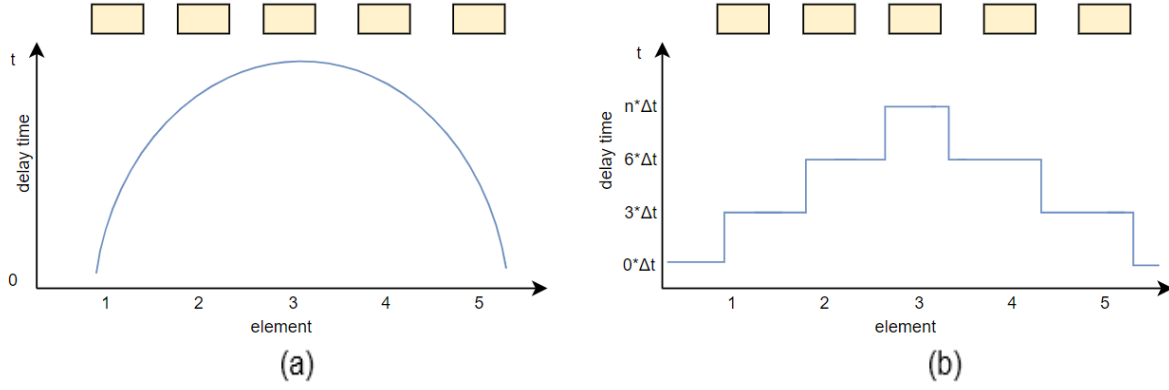 t
delay time
0
1 2 3 4 5
element
(a)
t
n*Δt
delay time
6*Δt
3*Δt
0*Δt
1 2 3 4 5
element
(b)